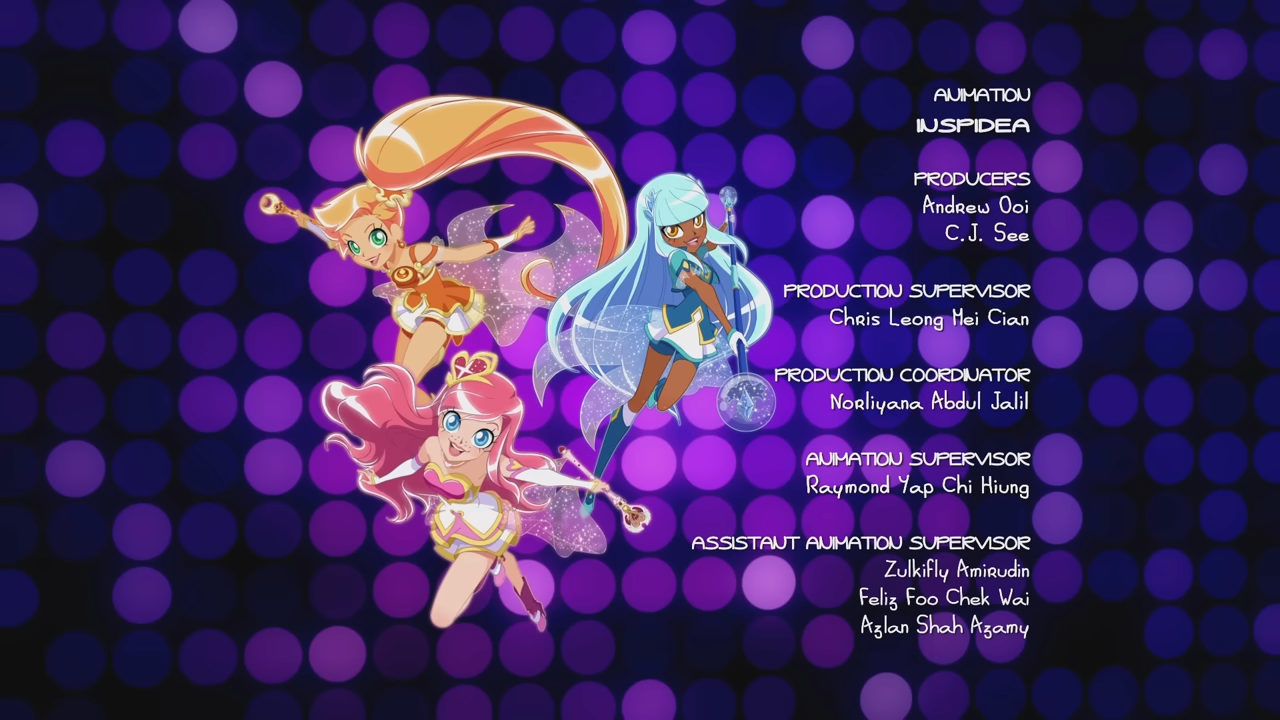 ANIMATION
INSPIDEA
PRODUCERS
Andrew Ooi
C.J. See
PRODUCTION SUPERVISOR
Chris Leong Mei Cian
PRODUCTION COORDINATOR
Norliyana Abdul Jalil
ANIMATION SUPERVISOR
Raymond Yap Chi Hiung
ASSISTANT ANIMATION SUPERVISOR
Zulkifly Amirudin
Feliz Foo Chek Wai
Azlan Shah Azamy